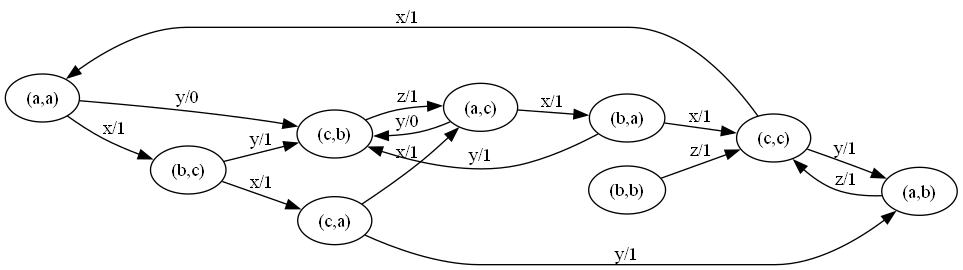 x/1
(a,a)
y/0
x/1
(b,c)
y/1
x/1
(c,b)
(c,a)
z/1
y/0
x/1
(a,c)
x/1
y/1
(b,a)
(b,b)
x/1
z/1
(c,c)
y/1
z/1
(a,b)
y/1